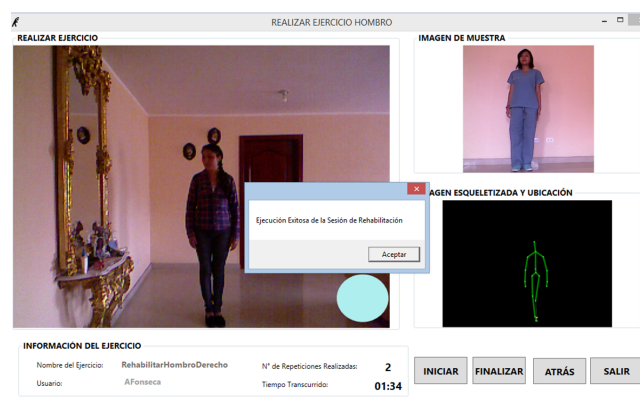 REALIZAR EJERCICIO HOMBRO
REALIZAR EJERCICIO
IMAGEN DE MUESTRA
Ejecución Exitosa de la Sesión de Rehabilitación
Aceptar
AGEN ESQUELETIZADA Y UBICACIÓN
INFORMACIÓN DEL EJERCICIO
Nombre del Ejercicio: RehabilitarHombroDerecho
N° de Repeticiones Realizadas: 2
Usuario: AFonseca
Tiempo Transcurrido: 01:34
INICIAR FINALIZAR ATRÁS SALIR